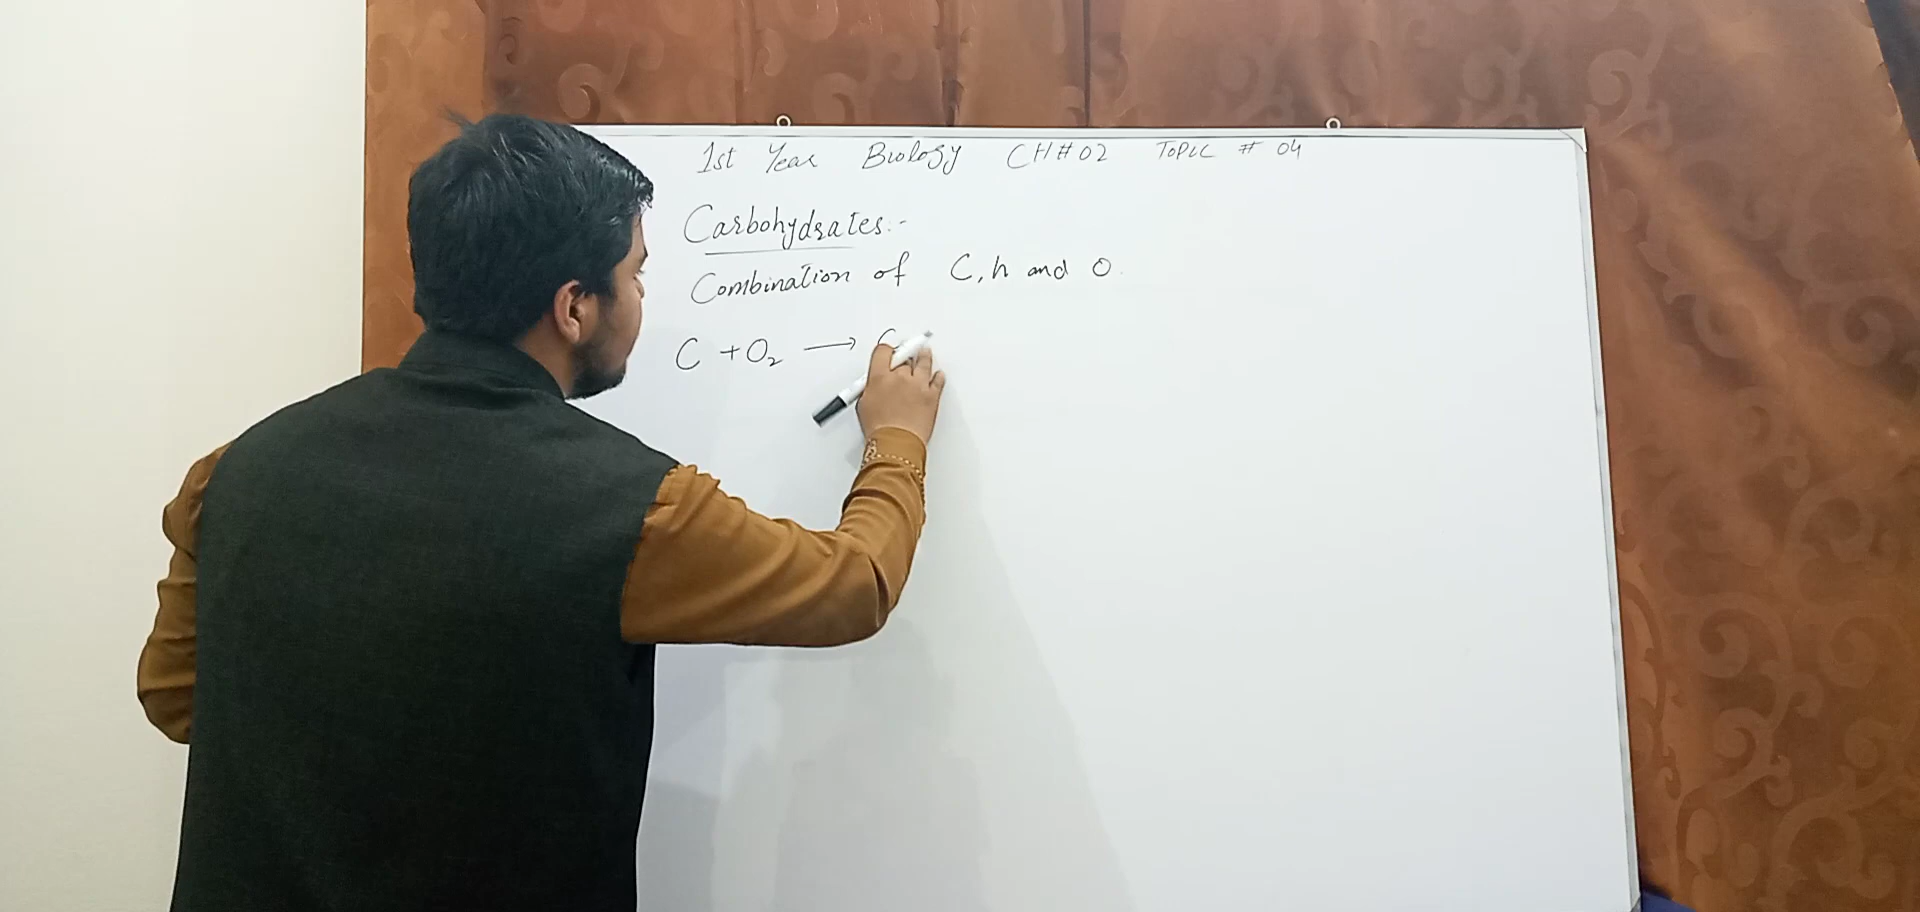 1st Year Biology CH#02 TOPIC # 04
Carbohydrates:-
Combination of C, h and O.
C + O₂ ⟶ C